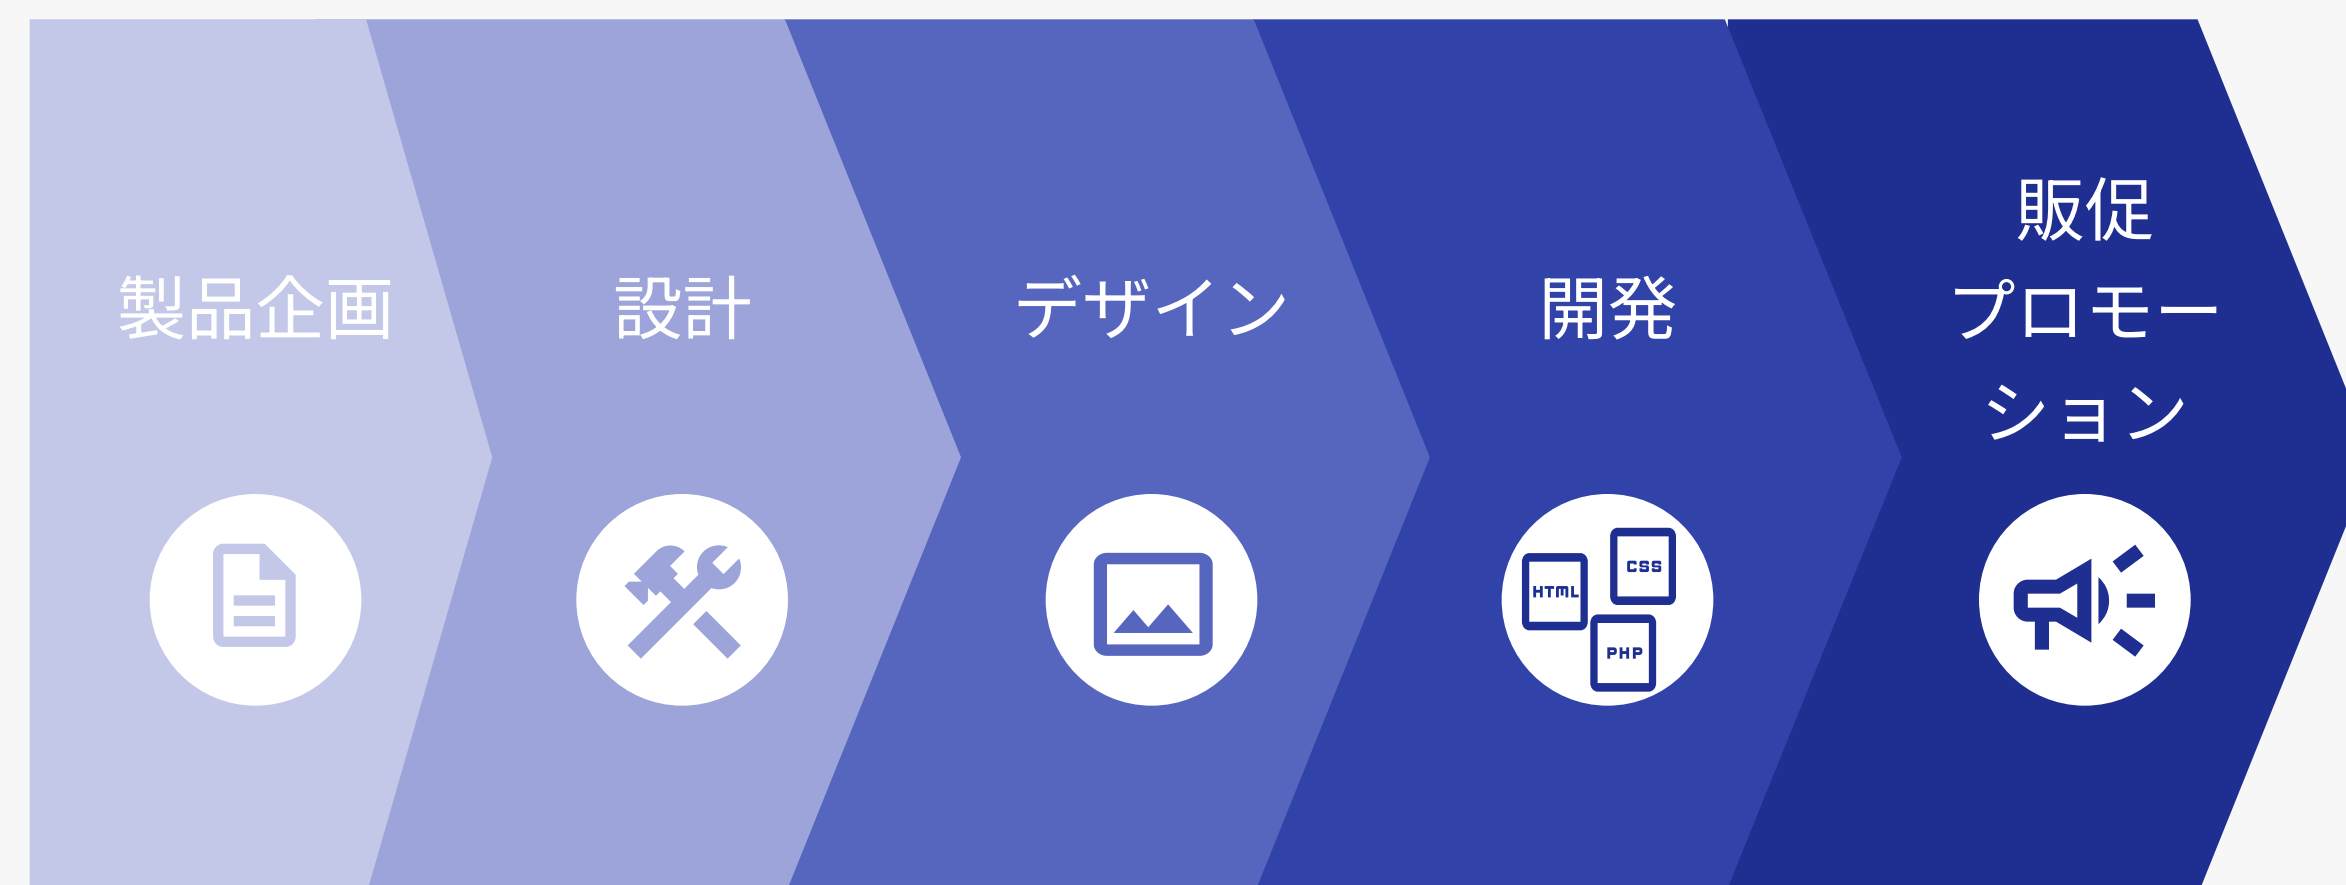 製品企画
設計
デザイン
開発
販促
プロモー
ション
HTML
CSS
PHP